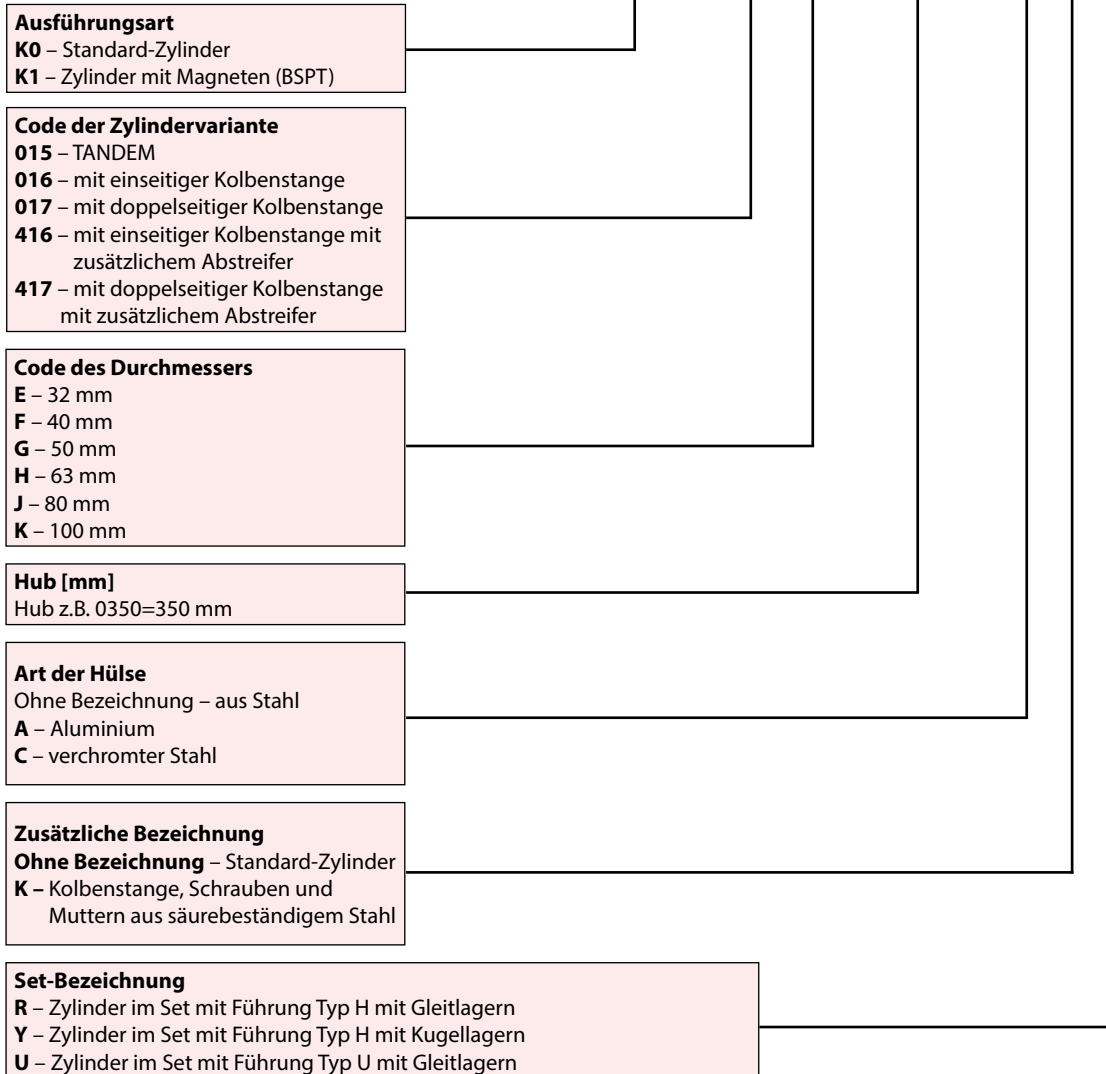 Ausführungsart
K0 – Standard-Zylinder
K1 – Zylinder mit Magneten (BSPT)
Code der Zylindervariante
015 – TANDEM
016 – mit einseitiger Kolbenstange
017 – mit doppelseitiger Kolbenstange
416 – mit einseitiger Kolbenstange mit
zusätzlichem Abstreifer
417 – mit doppelseitiger Kolbenstange
mit zusätzlichem Abstreifer
Code des Durchmessers
E – 32 mm
F – 40 mm
G – 50 mm
H – 63 mm
J – 80 mm
K – 100 mm
Hub [mm]
Hub z.B. 0350=350 mm
Art der Hülse
Ohne Bezeichnung – aus Stahl
A – Aluminium
C – verchromter Stahl
Zusätzliche Bezeichnung
Ohne Bezeichnung – Standard-Zylinder
K – Kolbenstange, Schrauben und
Muttern aus säurebeständigem Stahl
Set-Bezeichnung
R – Zylinder im Set mit Führung Typ H mit Gleitlagern
Y – Zylinder im Set mit Führung Typ H mit Kugellagern
U – Zylinder im Set mit Führung Typ U mit Gleitlagern